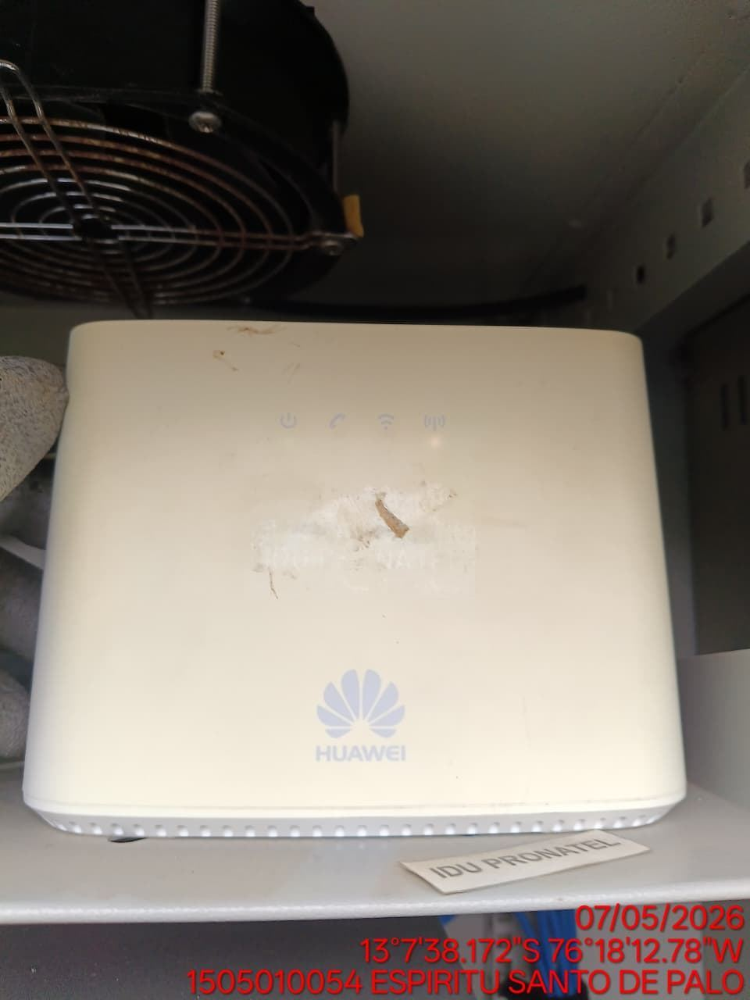 HUAWEI
IDU PRONATEL
07/05/2026
13°7'38.172"S 76°18'12.78"W
1505010054 ESPIRITU SANTO DE PALO